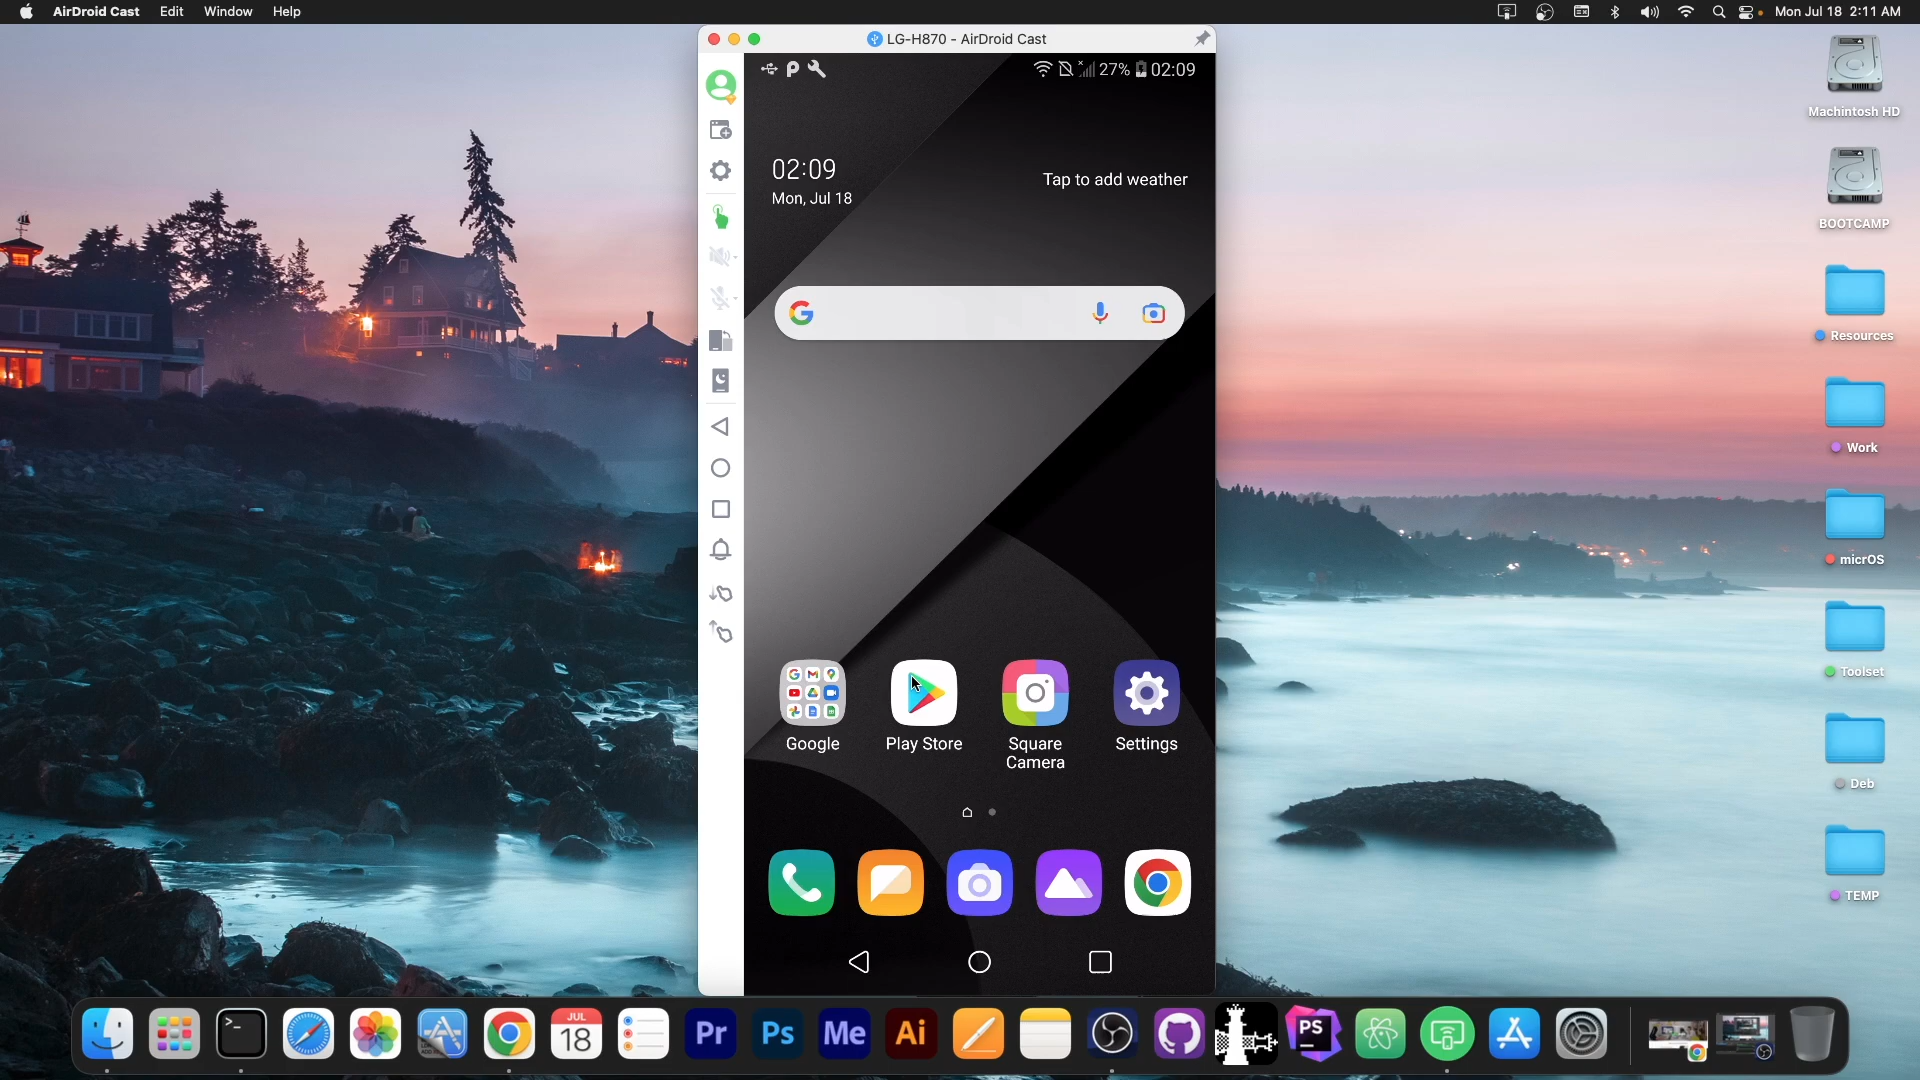 AirDroid Cast Edit Window Help
Mon Jul 18 2:11 AM
LG-H870 - AirDroid Cast
27% 02:09
02:09
Mon, Jul 18
Tap to add weather
Google
Play Store
Square
Camera
Settings
Machintosh HD
BOOTCAMP
Resources
Work
micrOS
Toolset
Deb
TEMP
JUL
18
Pr
Ps
Me
Ai
PS